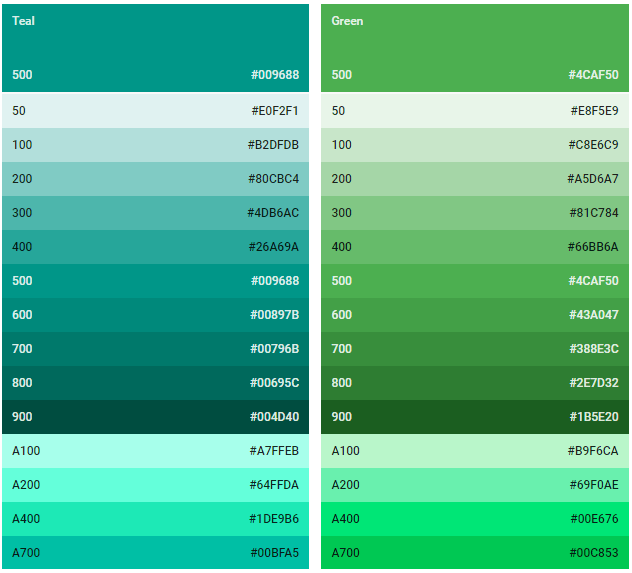 Teal
500 #009688
50 #E0F2F1
100 #B2DFDB
200 #80CBC4
300 #4DB6AC
400 #26A69A
500 #009688
600 #00897B
700 #00796B
800 #00695C
900 #004D40
A100 #A7FFEB
A200 #64FFDA
A400 #1DE9B6
A700 #00BFA5
Green
500 #4CAF50
50 #E8F5E9
100 #C8E6C9
200 #A5D6A7
300 #81C784
400 #66BB6A
500 #4CAF50
600 #43A047
700 #388E3C
800 #2E7D32
900 #1B5E20
A100 #B9F6CA
A200 #69F0AE
A400 #00E676
A700 #00C853